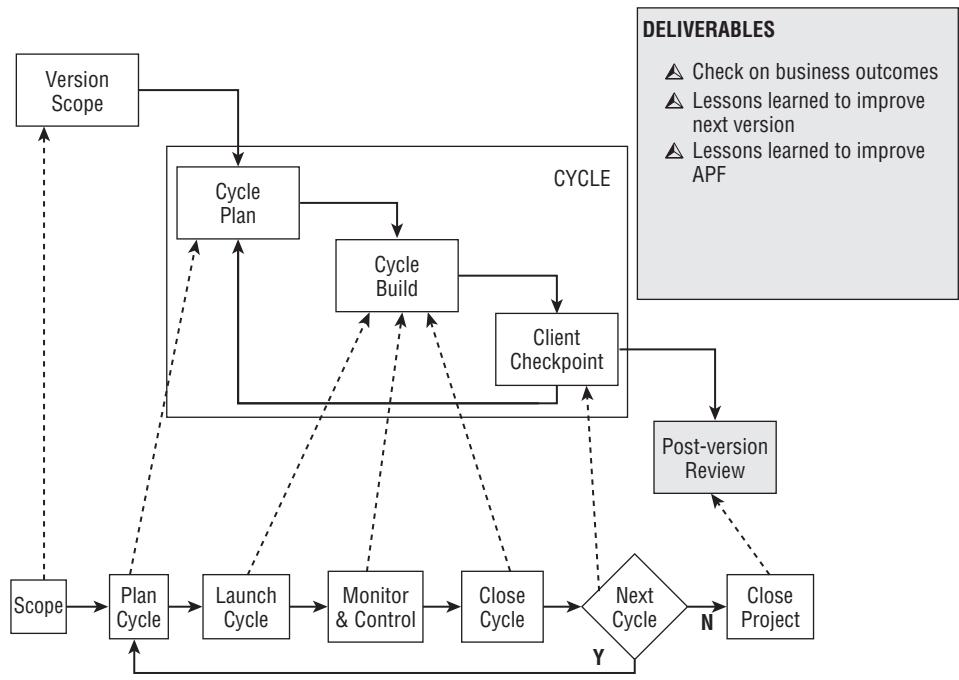 DELIVERABLES
Check on business outcomes
Lessons learned to improve
next version
Lessons learned to improve
APF
Version
Scope
CYCLE
Cycle
Plan
Cycle
Build
Client
Checkpoint
Post-version
Review
Scope
Plan
Cycle
Launch
Cycle
Monitor
& Control
Close
Cycle
Next
Cycle
N
Close
Project
Y